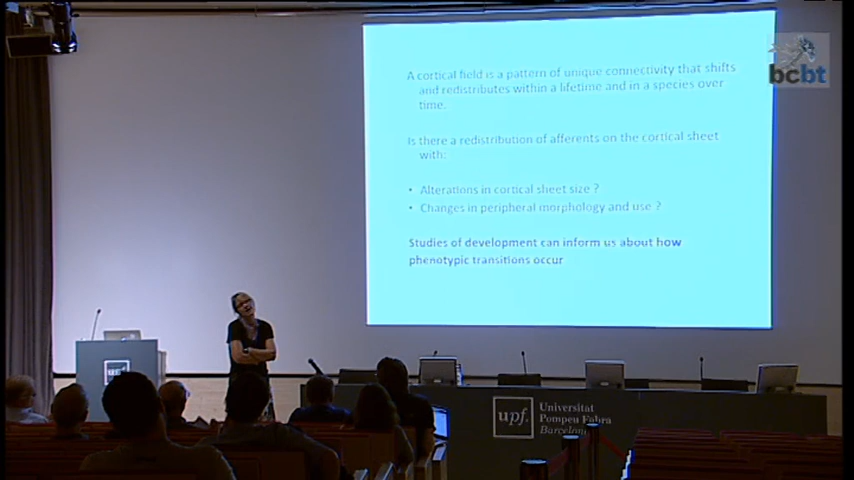 A cortical field is a pattern of unique connectivity that shifts
and redistributes within a lifetime and in a species over
time.
Is there a redistribution of afferents on the cortical sheet
with:
• Alterations in cortical sheet size ?
• Changes in peripheral morphology and use ?
Studies of development can inform us about how
phenotypic transitions occur
bcbt
upf.
upf.
Universitat
Pompeu Fabra
Barcelona